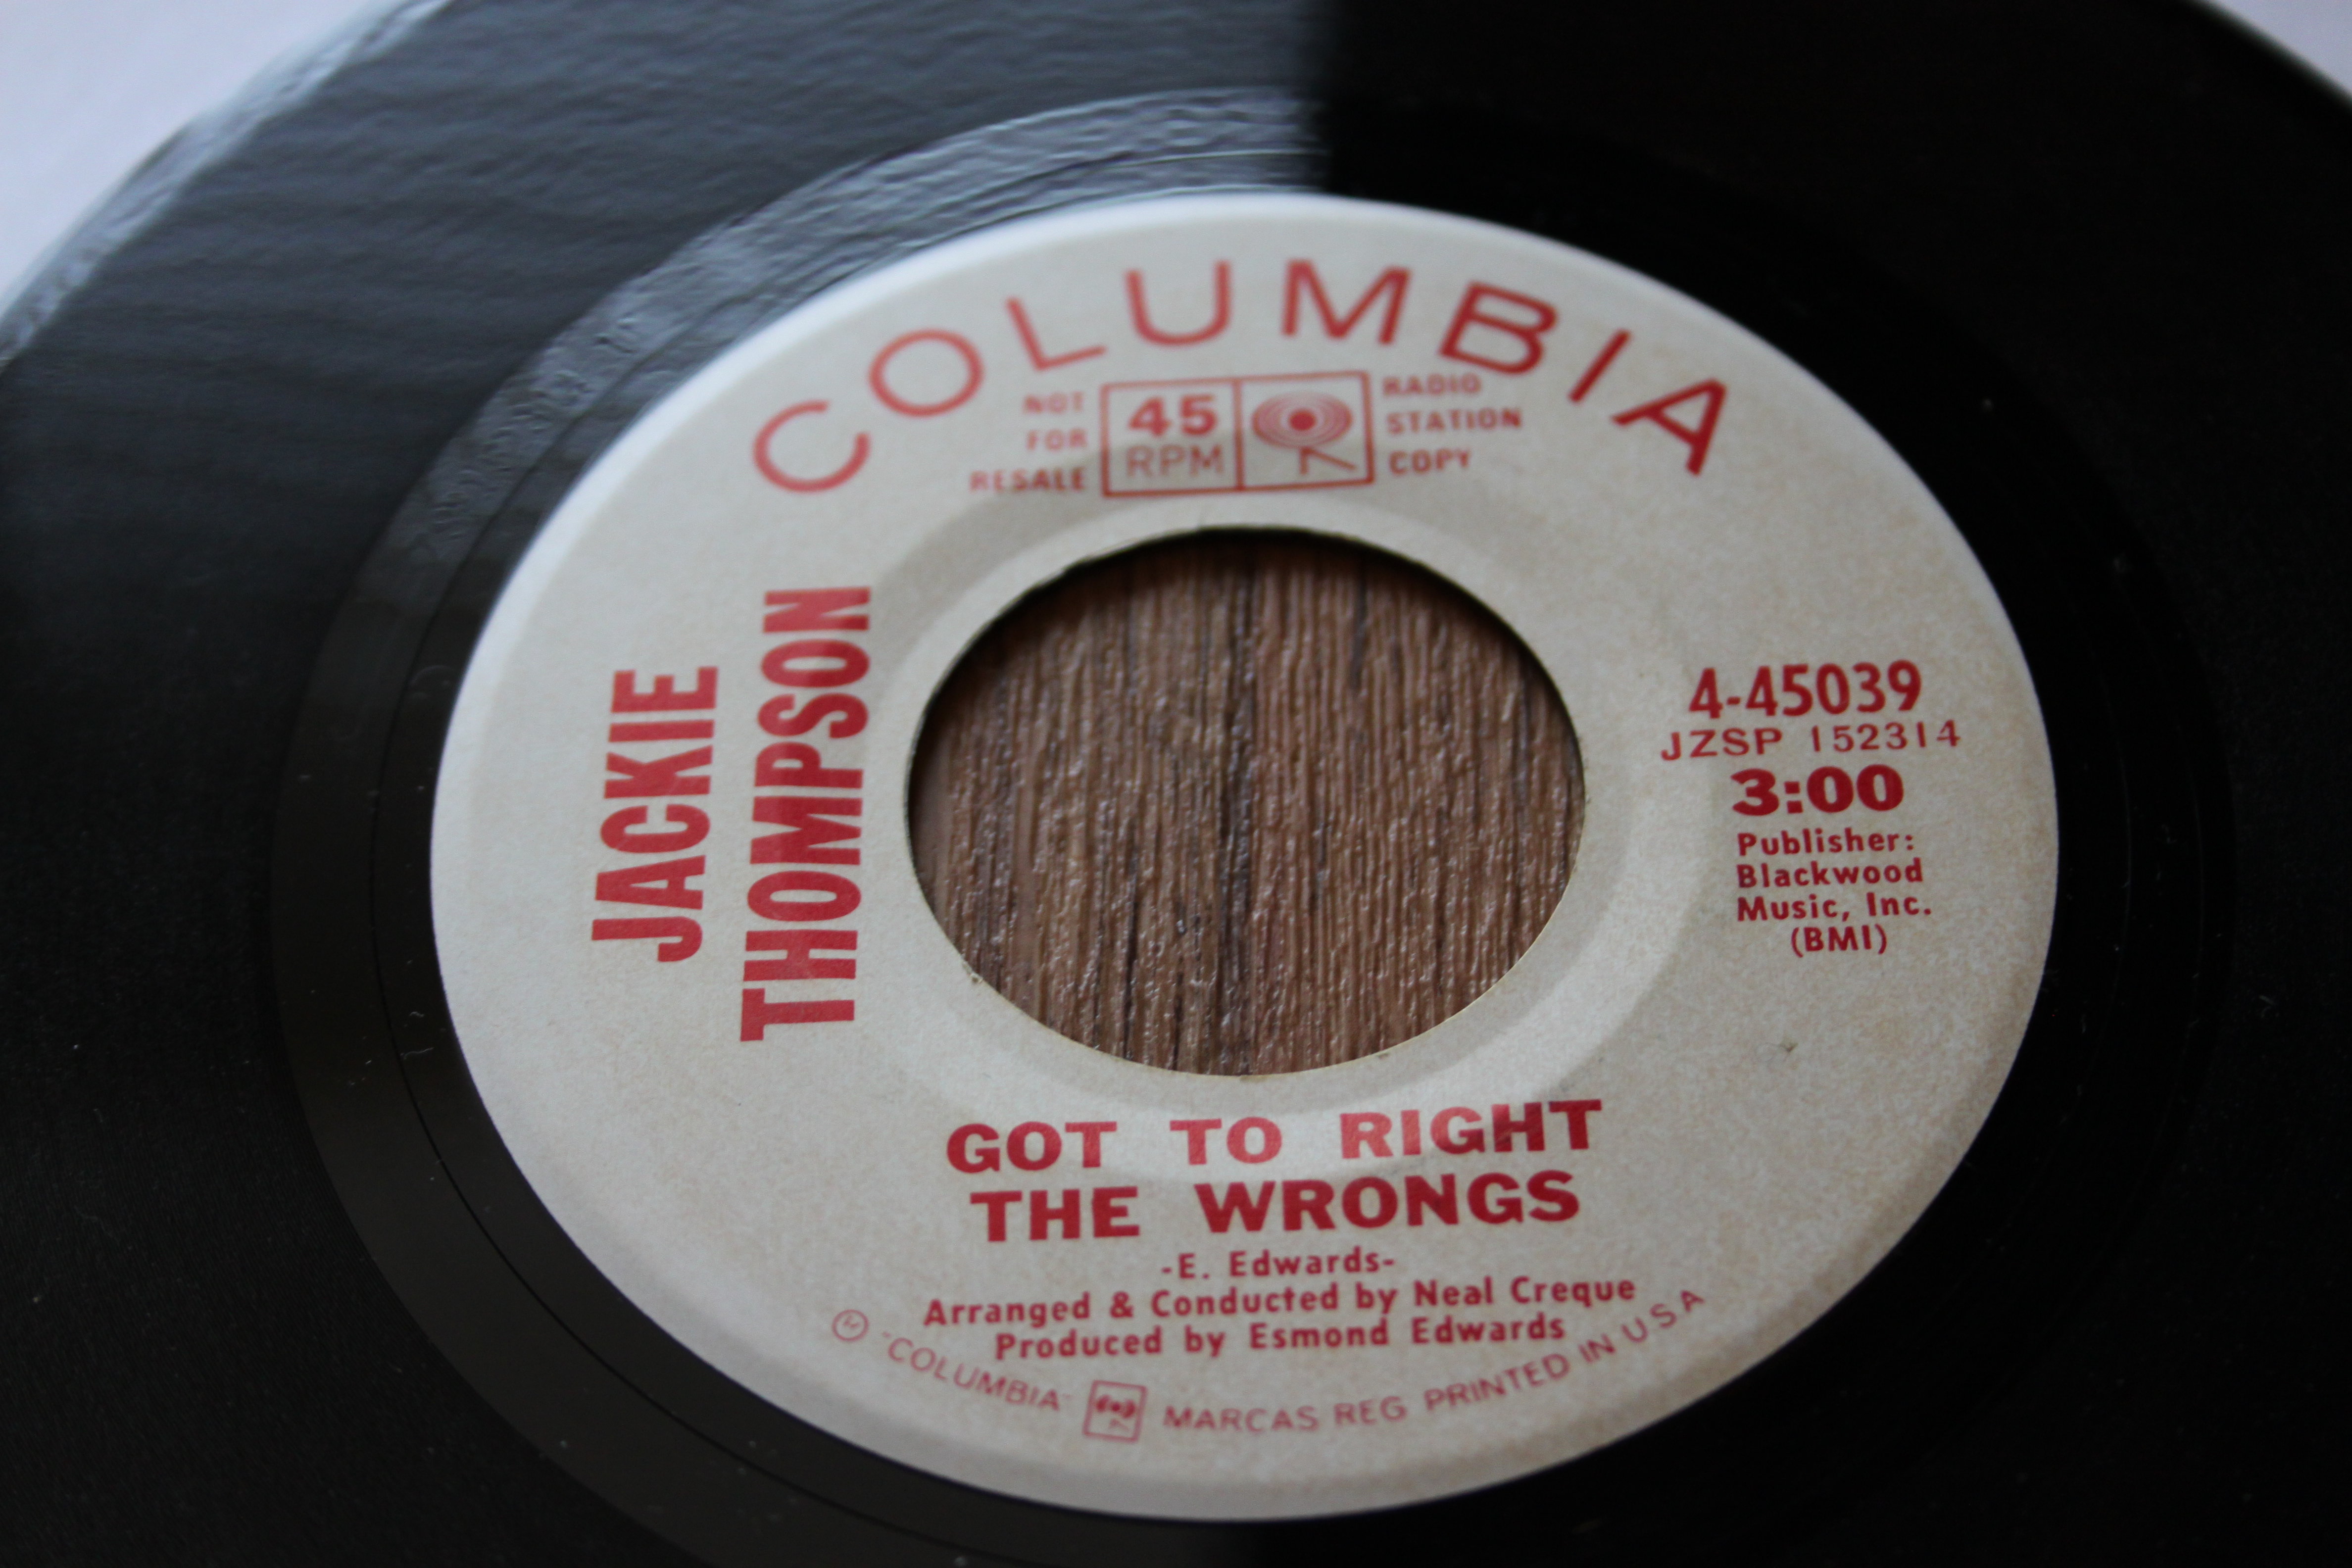 COLUMBIA
NOT
FOR
RESALE
45
RPM
RADIO
STATION
COPY
JACKIE
THOMPSON
4-45039
JZSP 152314
3:00
Publisher:
Blackwood
Music, Inc.
(BMI)
GOT TO RIGHT
THE WRONGS
-E. Edwards-
Arranged & Conducted by Neal Creque
Produced by Esmond Edwards
"COLUMBIA" MARCAS REG PRINTED IN U S A